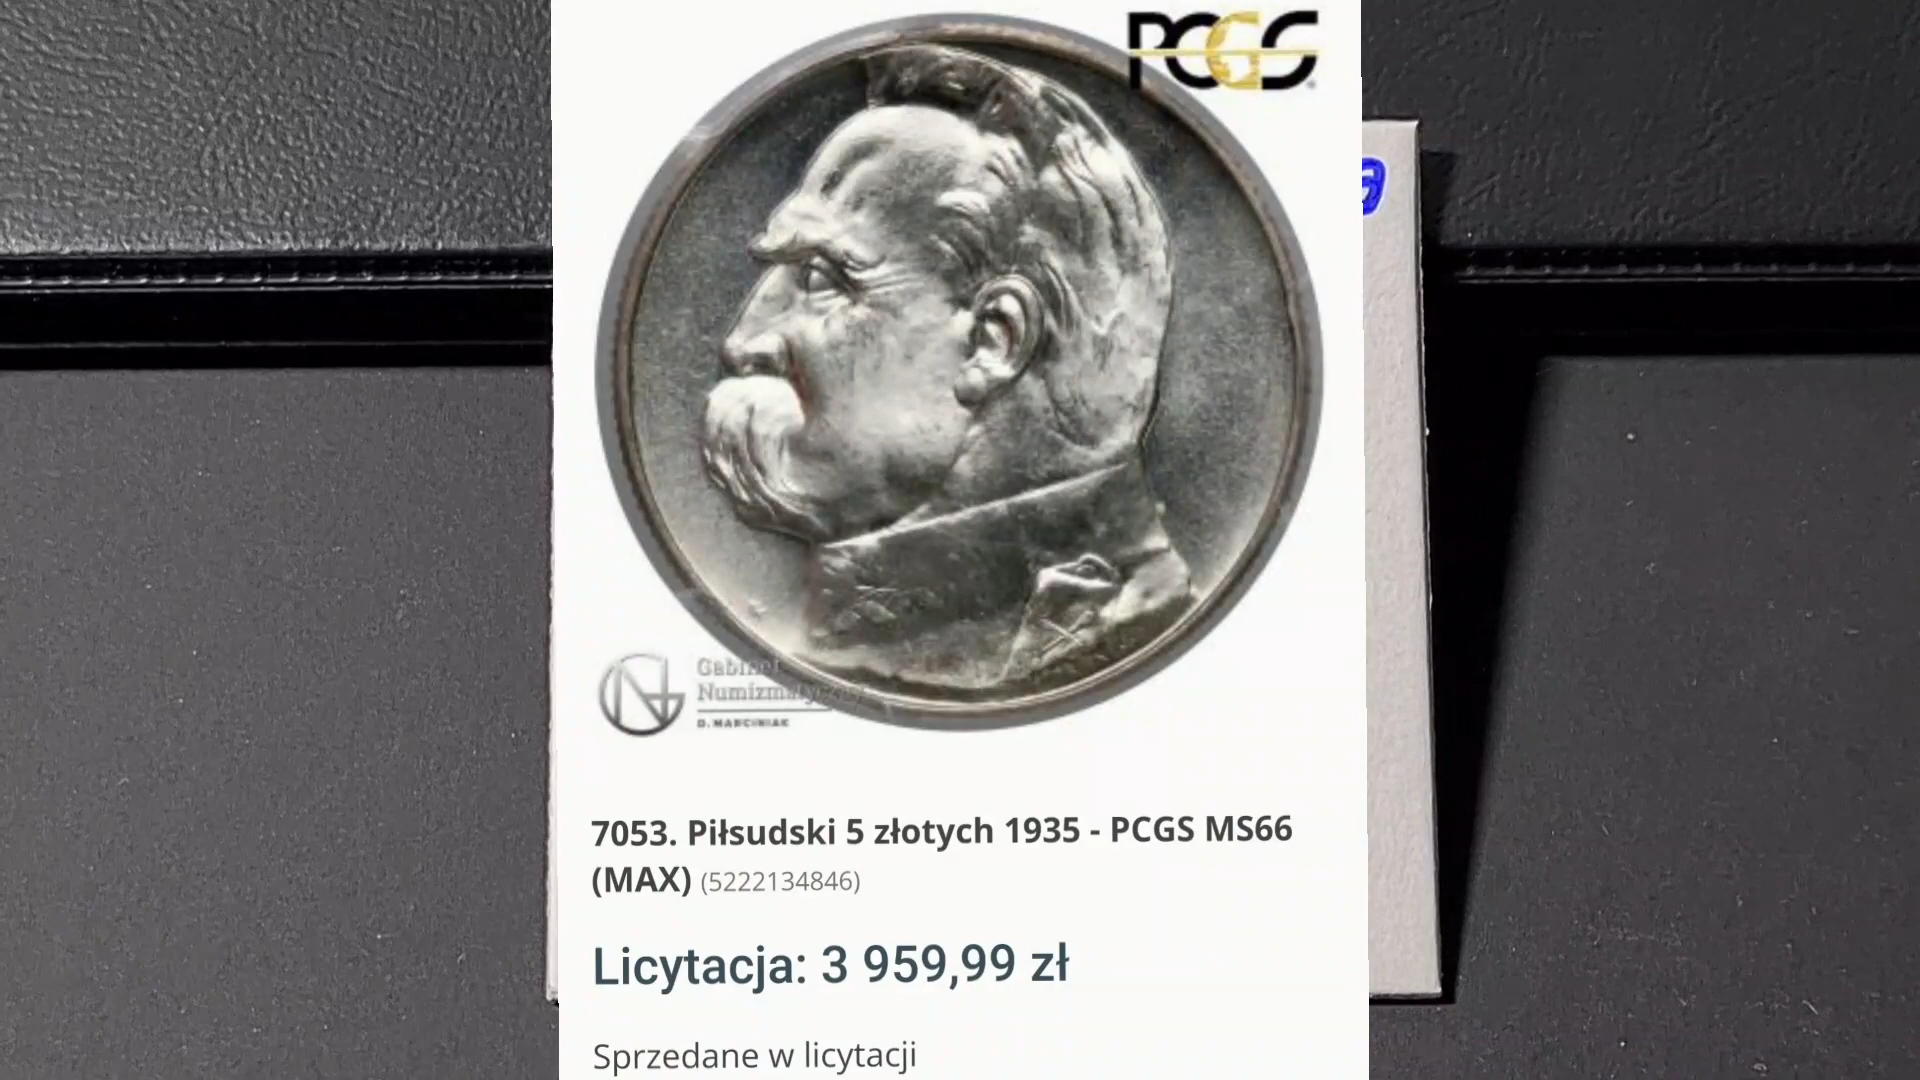 PCGS
Gabinet
Numizmatyczny
D. MARCINIAK
7053. Piłsudski 5 złotych 1935 - PCGS MS66
(MAX) (5222134846)
Licytacja: 3 959,99 zł
Sprzedane w licytacji